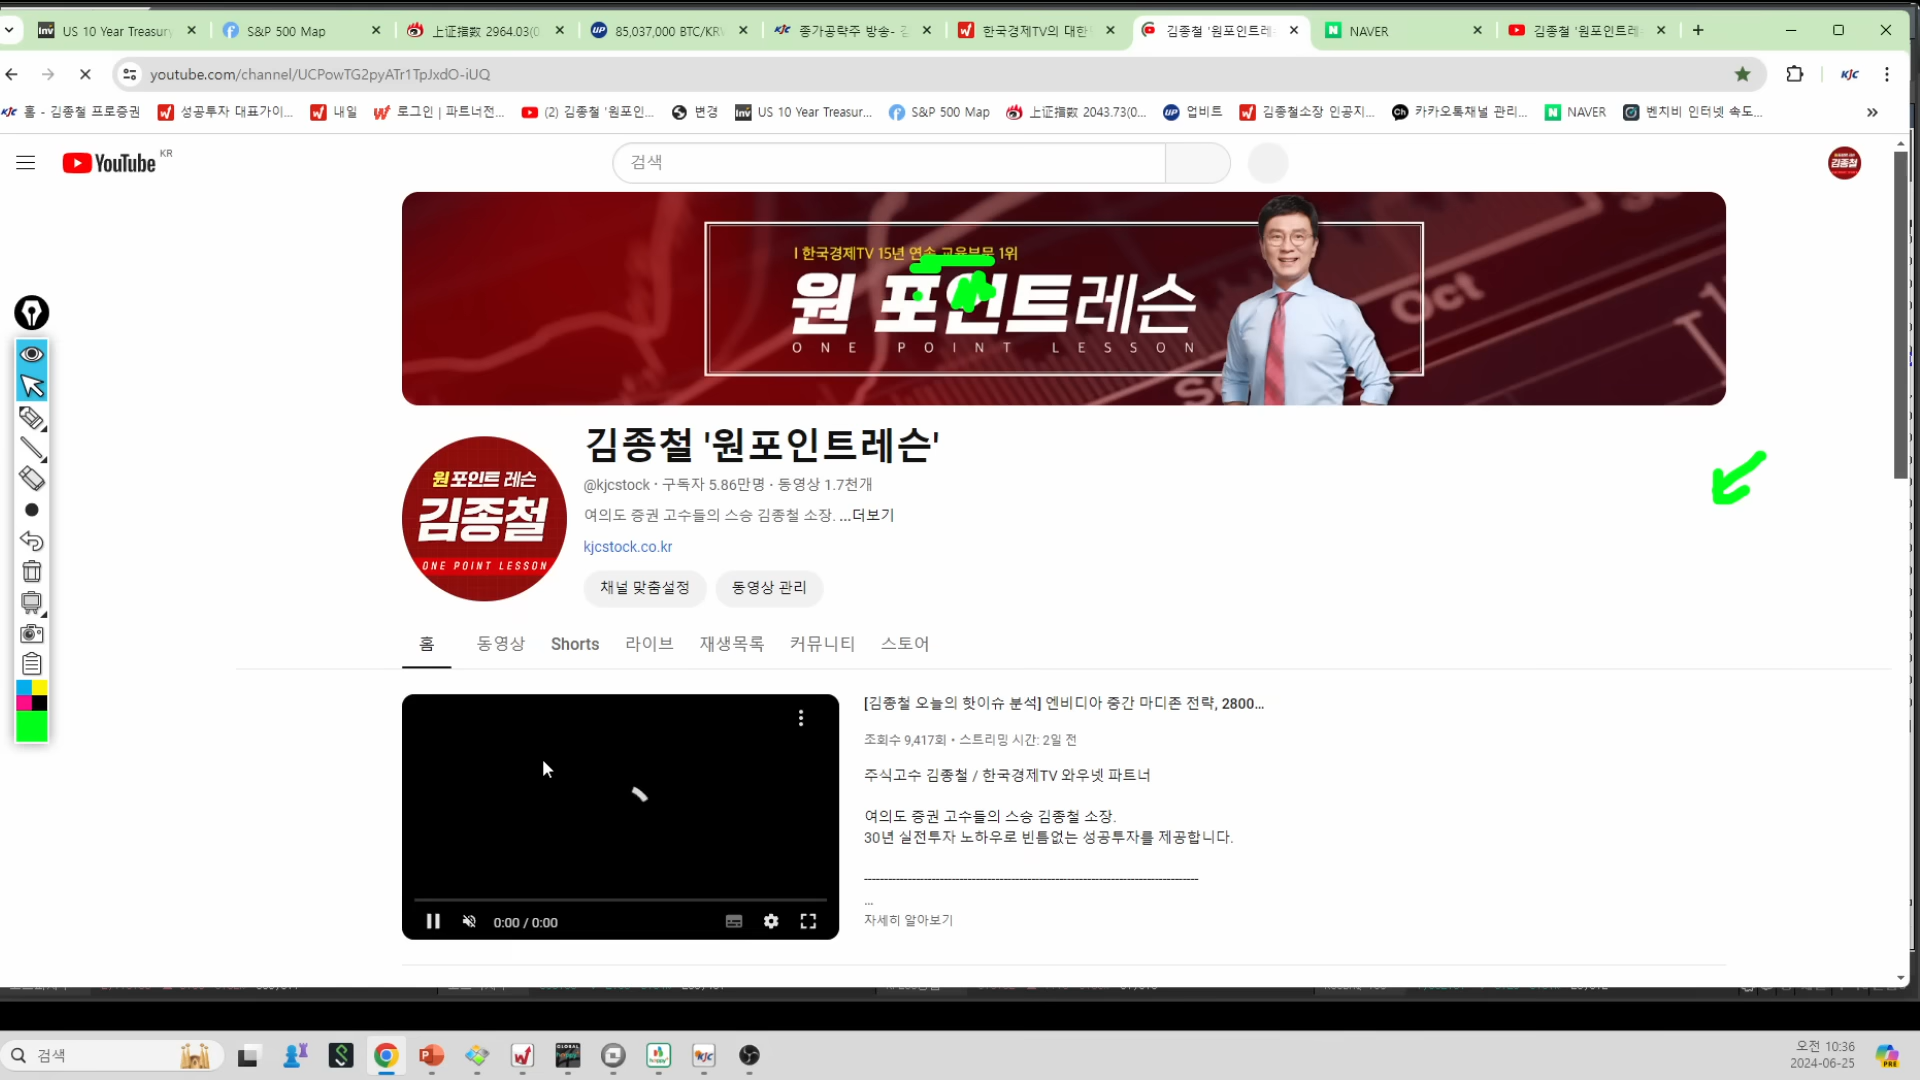 US 10 Year Treasury
S&P 500 Map
上证指数 2964.03(0
85,037,000 BTC/KRW
종가공략주 방송- 김
한국경제TV의 대한
김종철 '원포인트레슨
NAVER
김종철 '원포인트레
youtube.com/channel/UCPowTG2pyATr1TpJxdO-iUQ
KJC
홈 - 김종철 프로증권
성공투자 대표가이...
내일
로그인 | 파트너전...
(2) 김종철 '원포인...
변경
US 10 Year Treasur...
S&P 500 Map
上证指数 2043.73(0...
업비트
김종철소장 인공지...
카카오톡채널 관리...
NAVER
벤치비 인터넷 속도...
YouTube KR
검색
김종철
I 한국경제TV 15년 연속 교육부문 1위
원 포인트레슨
ONE POINT LESSON
Oct
원포인트 레슨
김종철
ONE POINT LESSON
김종철 '원포인트레슨'
@kjcstock · 구독자 5.86만명 · 동영상 1.7천개
여의도 증권 고수들의 스승 김종철 소장. ...더보기
kjcstock.co.kr
채널 맞춤설정
동영상 관리
홈
동영상
Shorts
라이브
재생목록
커뮤니티
스토어
[김종철 오늘의 핫이슈 분석] 엔비디아 중간 마디존 전략, 2800...
조회수 9,417회 • 스트리밍 시간: 2일 전
주식고수 김종철 / 한국경제TV 와우넷 파트너
여의도 증권 고수들의 스승 김종철 소장.
30년 실전투자 노하우로 빈틈없는 성공투자를 제공합니다.
--------------------------------------------------------------------------------
...
자세히 알아보기
0:00 / 0:00
검색
오전 10:36
2024-06-25